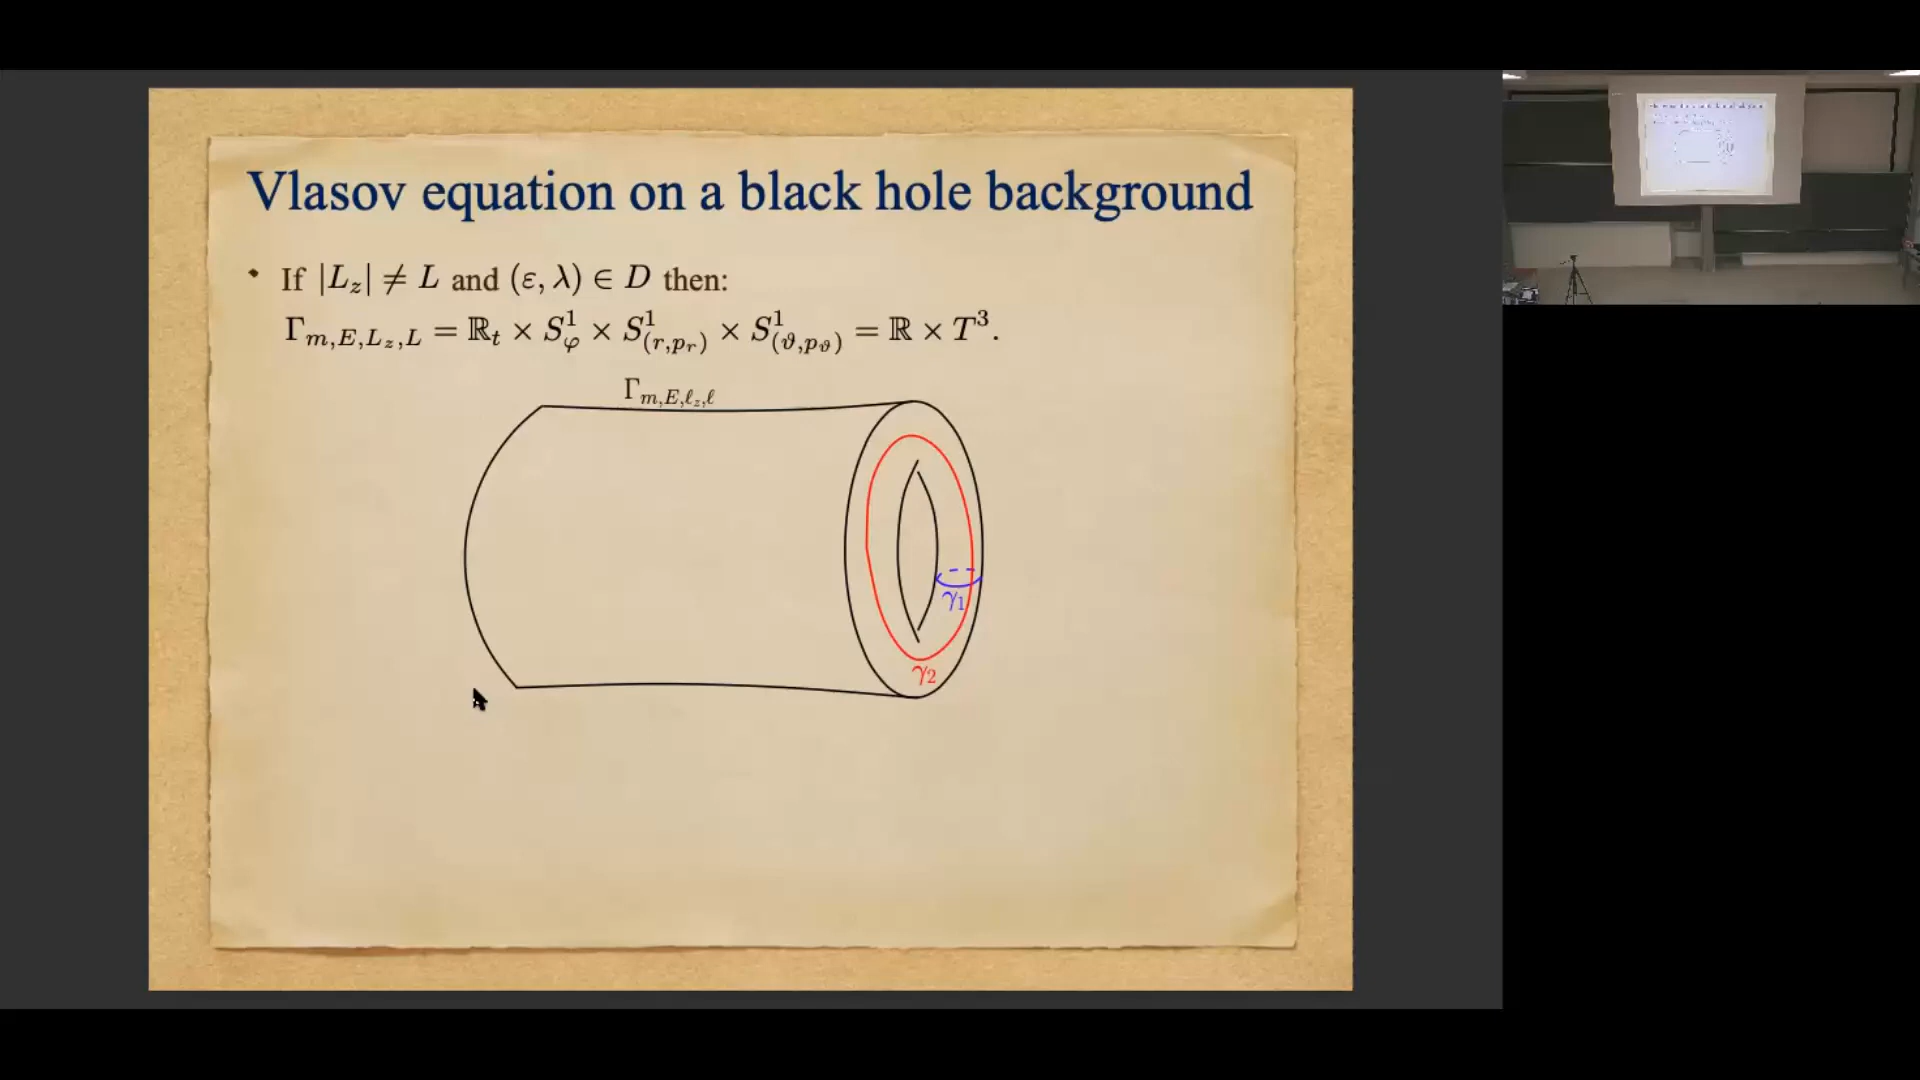 Vlasov equation on a black hole background
• If |L_z| ≠ L and (ε, λ) ∈ D then:
Γ_{m,E,L_z,L} = ℝ_t × S^1_φ × S^1_{(r,p_r)} × S^1_{(ϑ,p_ϑ)} = ℝ × T^3.
Γ_{m,E,ℓ_z,ℓ}
γ_1
γ_2